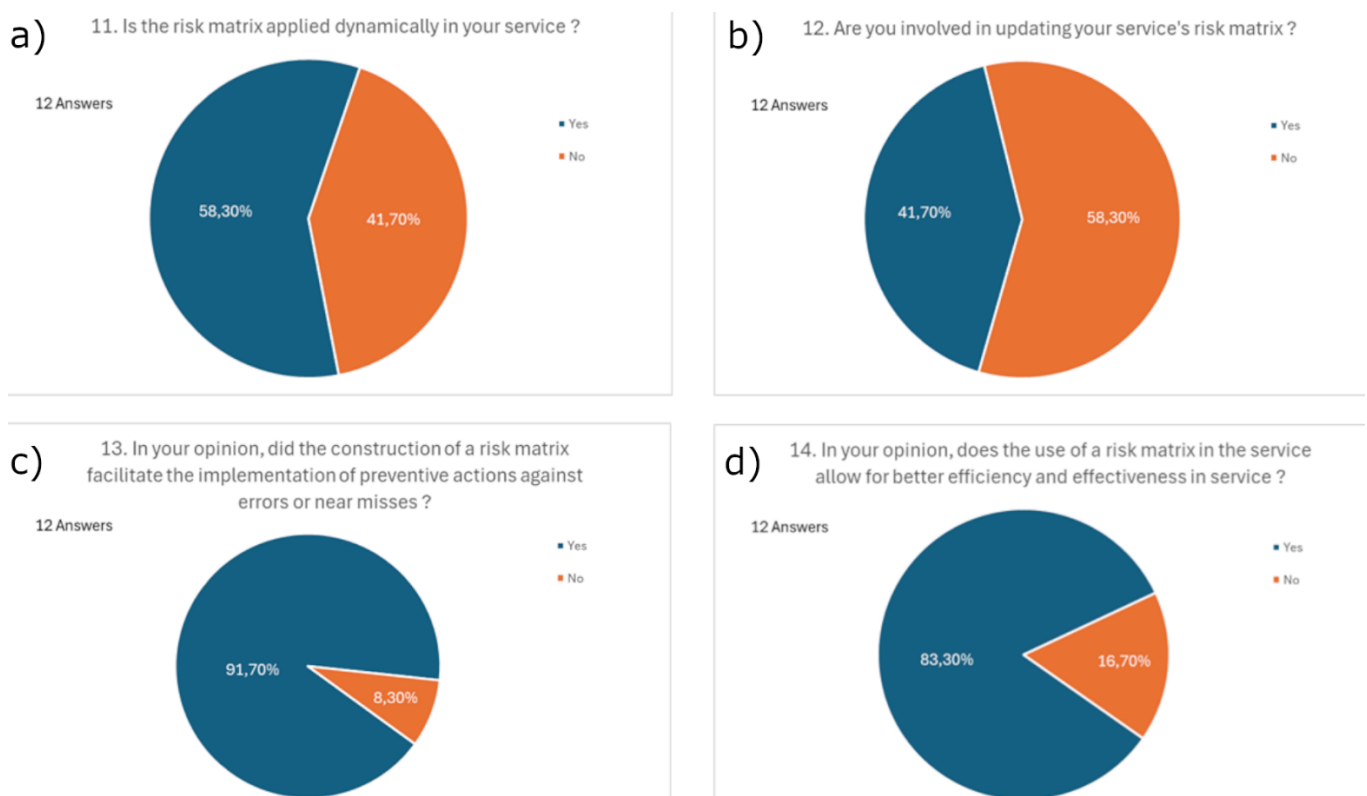 a)
11. Is the risk matrix applied dynamically in your service ?
12 Answers
Yes
No
58,30%
41,70%
b)
12. Are you involved in updating your service's risk matrix ?
12 Answers
Yes
No
41,70%
58,30%
c)
13. In your opinion, did the construction of a risk matrix
facilitate the implementation of preventive actions against
errors or near misses ?
12 Answers
Yes
No
91,70%
8,30%
d)
14. In your opinion, does the use of a risk matrix in the service
allow for better efficiency and effectiveness in service ?
12 Answers
Yes
No
83,30%
16,70%